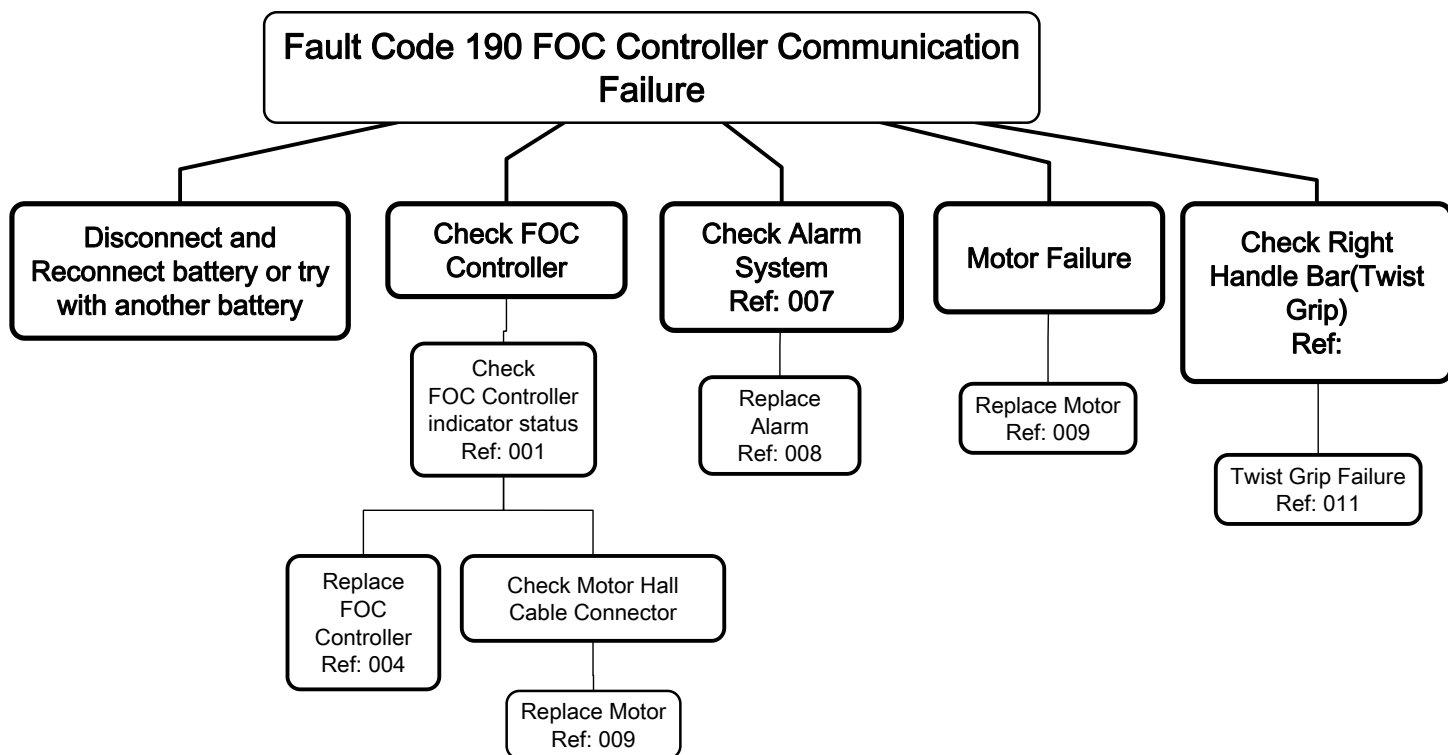 Fault Code 190 FOC Controller Communication
Failure
Disconnect and
Reconnect battery or try
with another battery
Check FOC
Controller
Check Alarm
System
Ref: 007
Motor Failure
Check Right
Handle Bar(Twist
Grip)
Ref:
Check
FOC Controller
indicator status
Ref: 001
Replace
Alarm
Ref: 008
Replace Motor
Ref: 009
Twist Grip Failure
Ref: 011
Replace
FOC
Controller
Ref: 004
Check Motor Hall
Cable Connector
Replace Motor
Ref: 009